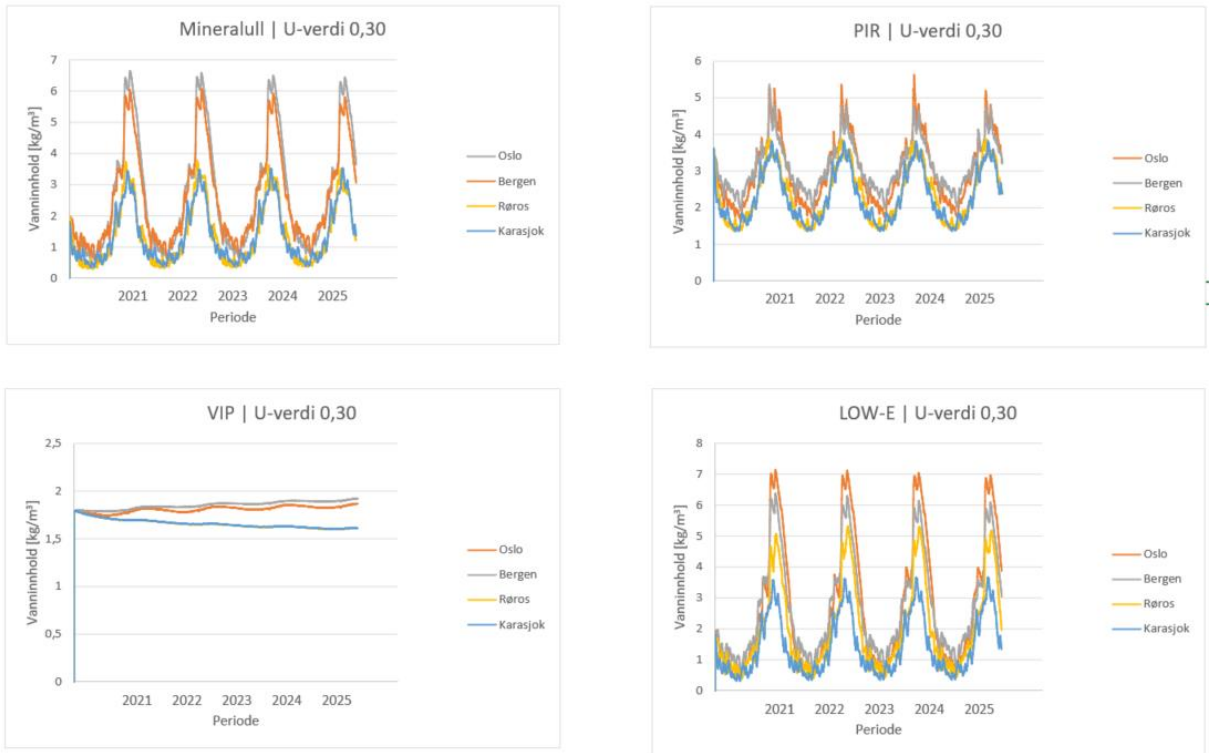 Mineralull | U-verdi 0,30
7
6
5
4
3
2
1
0
Vanninnhold [kg/m³]
2021 2022 2023 2024 2025
Periode
Oslo
Bergen
Røros
Karasjok
PIR | U-verdi 0,30
6
5
4
3
2
1
0
Vanninnhold [kg/m³]
2021 2022 2023 2024 2025
Periode
Oslo
Bergen
Røros
Karasjok
VIP | U-verdi 0,30
2,5
2
1,5
1
0,5
0
Vanninnhold [kg/m³]
2021 2022 2023 2024 2025
Periode
Oslo
Bergen
Røros
Karasjok
LOW-E | U-verdi 0,30
8
7
6
5
4
3
2
1
0
Vanninnhold [kg/m³]
2021 2022 2023 2024 2025
Periode
Oslo
Bergen
Røros
Karasjok